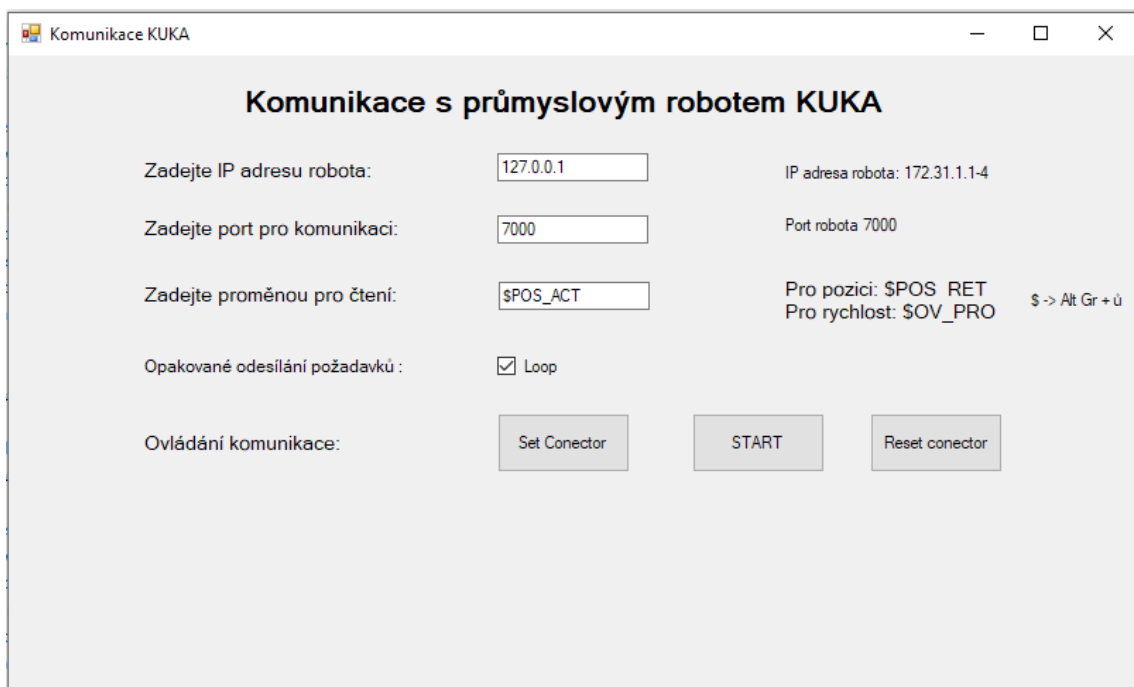 Komunikace KUKA
Komunikace s průmyslovým robotem KUKA
Zadejte IP adresu robota:
127.0.0.1
IP adresa robota: 172.31.1.1-4
Zadejte port pro komunikaci:
7000
Port robota 7000
Zadejte proměnou pro čtení:
$POS_ACT
Pro pozici: $POS_RET
Pro rychlost: $OV_PRO
$ -> Alt Gr + ů
Opakované odesílání požadavků :
Loop
Ovládání komunikace:
Set Conector
START
Reset conector